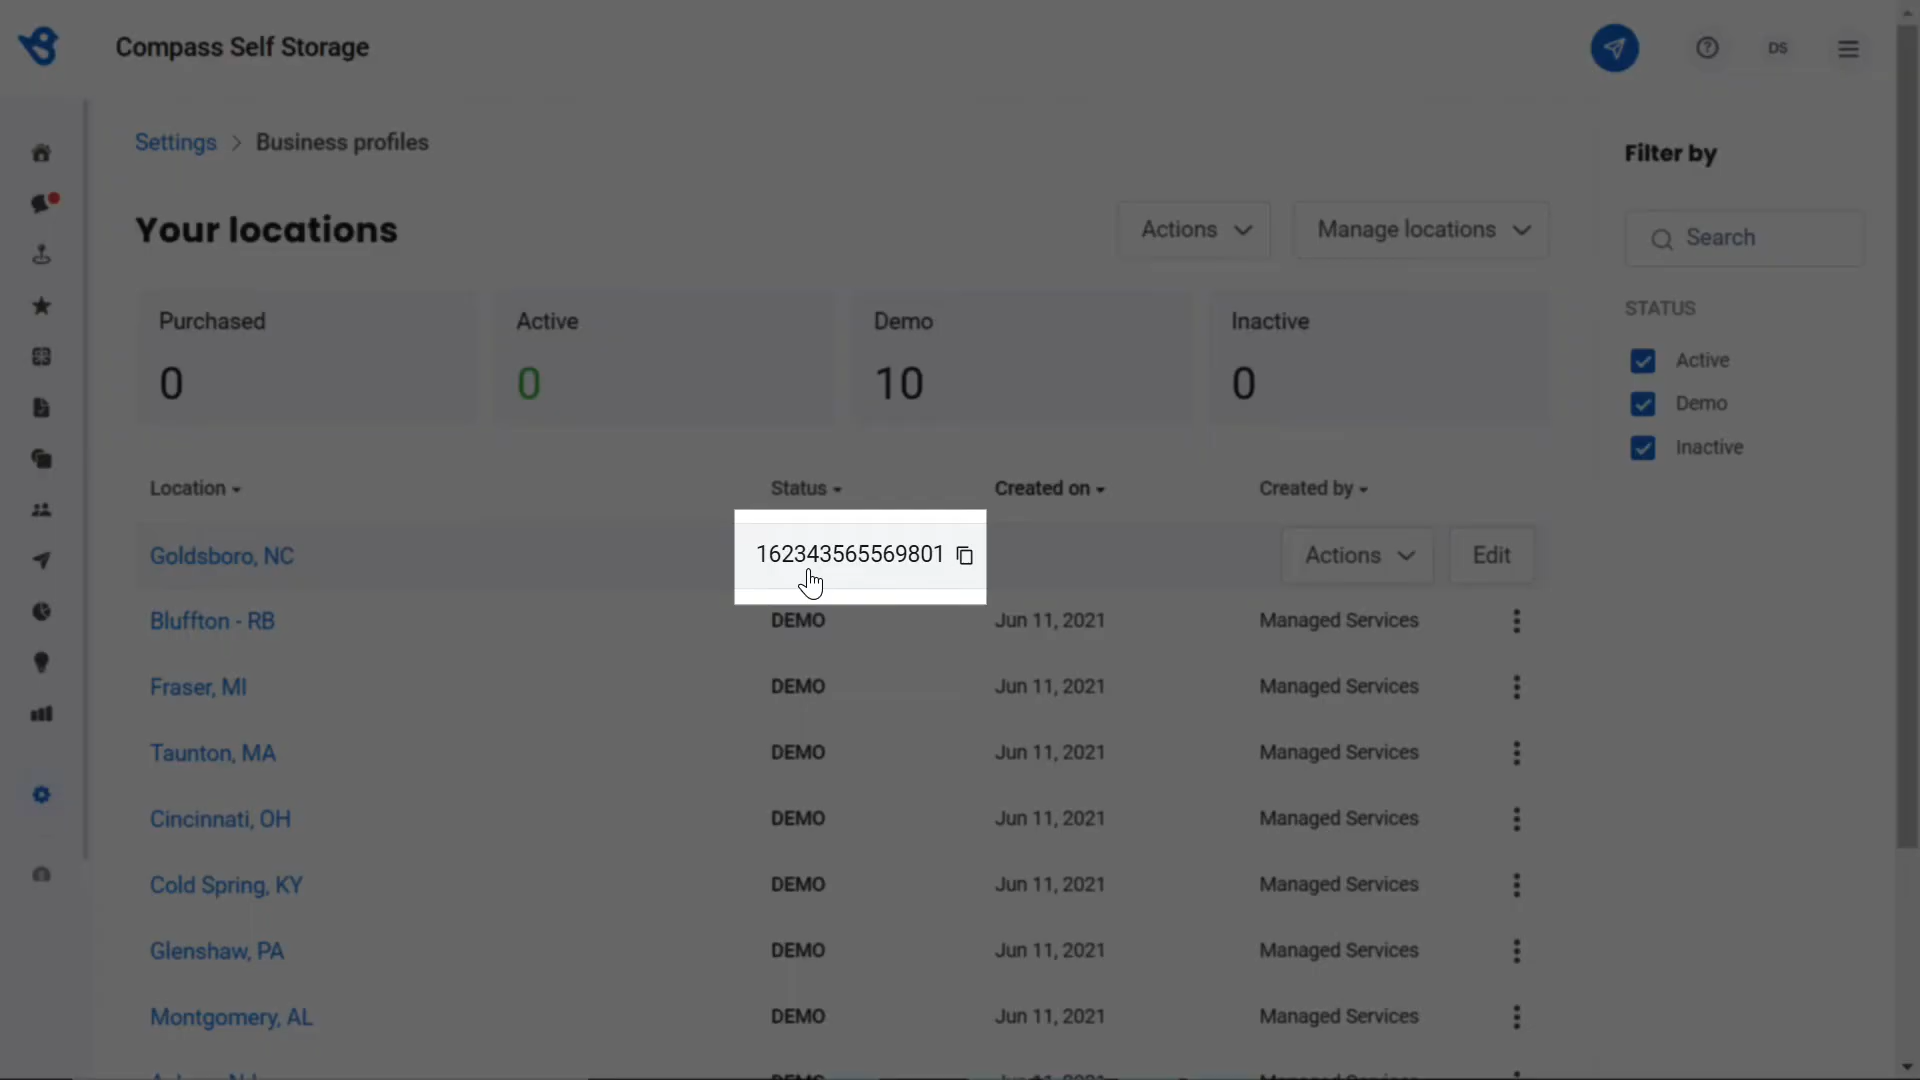 Compass Self Storage
DS
Settings > Business profiles
Filter by
Your locations
Actions
Manage locations
Search
Purchased
0
Active
0
Demo
10
Inactive
0
STATUS
Active
Demo
Inactive
Location
Status
Created on
Created by
Goldsboro, NC
162343565569801
Actions
Edit
Bluffton - RB
DEMO
Jun 11, 2021
Managed Services
Fraser, MI
DEMO
Jun 11, 2021
Managed Services
Taunton, MA
DEMO
Jun 11, 2021
Managed Services
Cincinnati, OH
DEMO
Jun 11, 2021
Managed Services
Cold Spring, KY
DEMO
Jun 11, 2021
Managed Services
Glenshaw, PA
DEMO
Jun 11, 2021
Managed Services
Montgomery, AL
DEMO
Jun 11, 2021
Managed Services